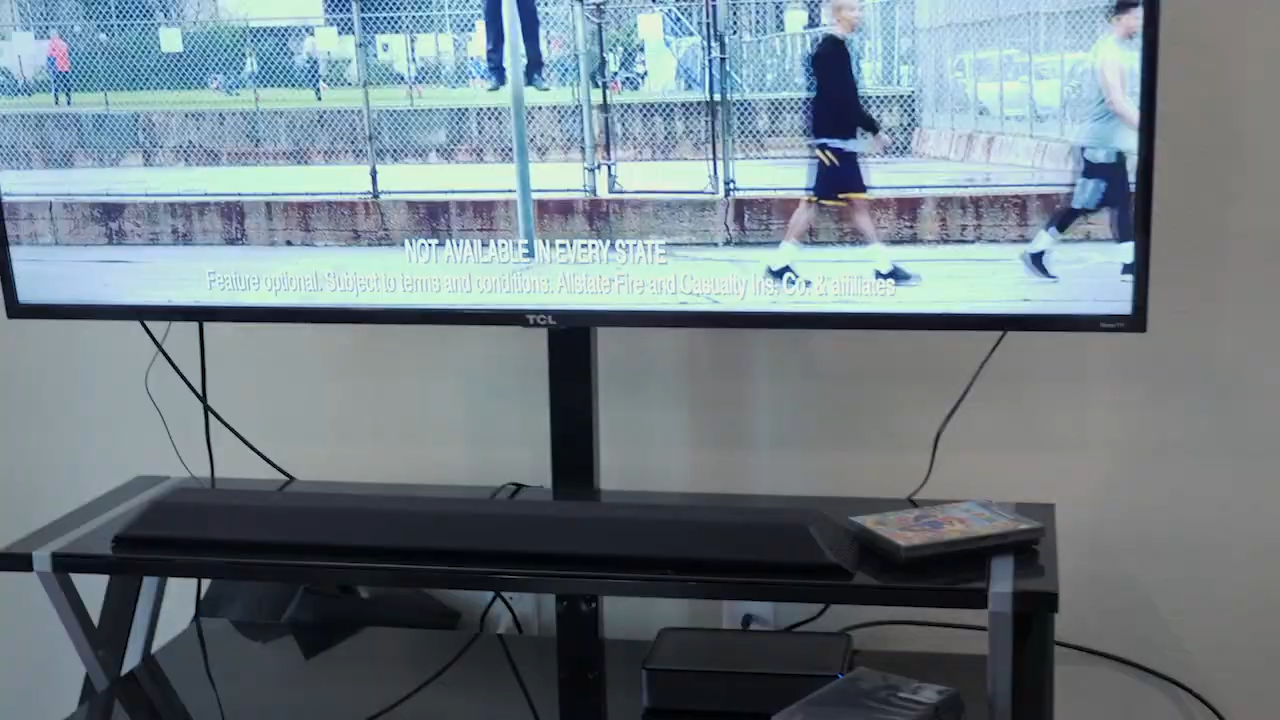 NOT AVAILABLE IN EVERY STATE
Feature optional. Subject to terms and conditions. Allstate Fire and Casualty Ins. Co. & affiliates
TCL